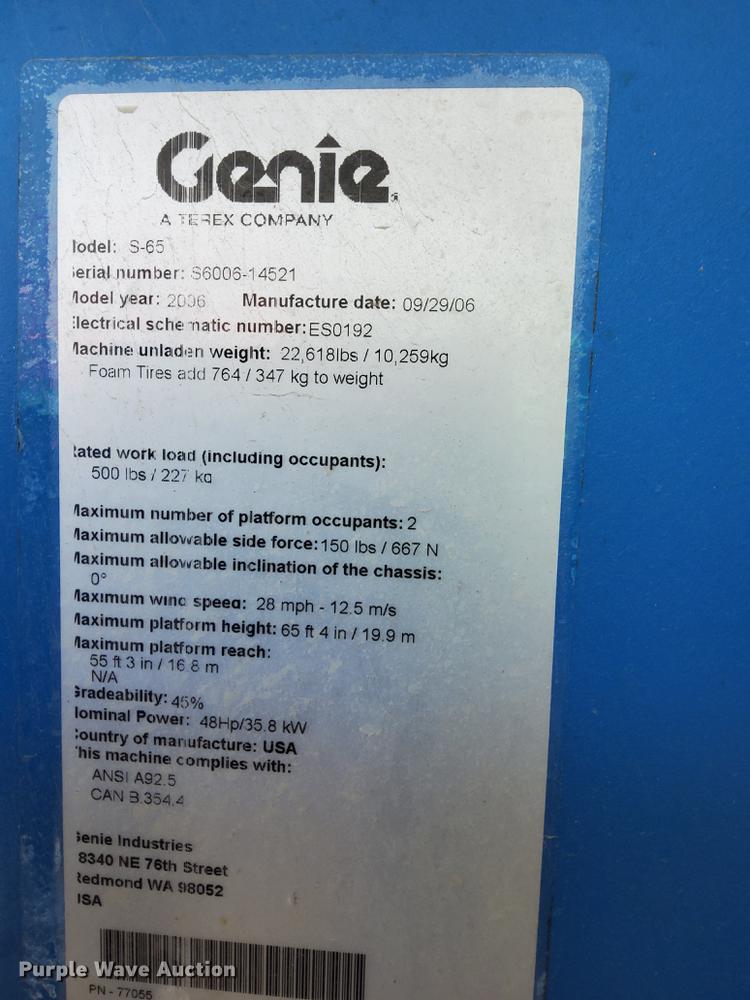 Genie
A TEREX COMPANY
lodel: S-65
erial number: S6006-14521
lodel year: 2006 Manufacture date: 09/29/06
lectrical schematic number: ES0192
lachine unladen weight: 22,618lbs / 10,259kg
Foam Tires add 764 / 347 kg to weight
ated work load (including occupants):
500 lbs / 227 kg
laximum number of platform occupants: 2
laximum allowable side force: 150 lbs / 667 N
laximum allowable inclination of the chassis:
0°
laximum wind speed: 28 mph - 12.5 m/s
laximum platform height: 65 ft 4 in / 19.9 m
laximum platform reach:
55 ft 3 in / 16.8 m
N/A
Gradeability: 45%
lominal Power: 48Hp/35.8 kW
ountry of manufacture: USA
his machine complies with:
ANSI A92.5
CAN B.354.4
Genie Industries
8340 NE 76th Street
Redmond WA 98052
USA
Purple Wave Auction
PN - 77055